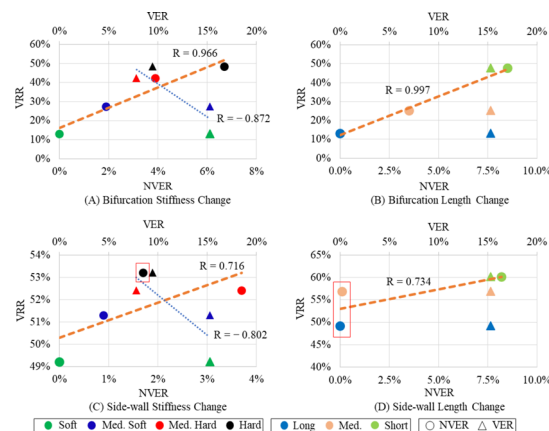 VER
VER
0% 5% 10% 15% 20%
0% 5% 10% 15% 20%
60%
50%
40%
30%
20%
10%
0%
VRR
R = 0.966
R = − 0.872
0% 2% 4% 6% 8%
NVER
(A) Bifurcation Stiffness Change
60%
50%
40%
30%
20%
10%
0%
VRR
R = 0.997
0.0% 2.5% 5.0% 7.5% 10.0%
NVER
(B) Bifurcation Length Change
VER
VER
0% 5% 10% 15% 20%
0% 5% 10% 15% 20%
54%
53%
52%
51%
50%
49%
VRR
R = 0.716
R = − 0.802
0% 1% 2% 3% 4%
NVER
(C) Side-wall Stiffness Change
65%
60%
55%
50%
45%
40%
VRR
R = 0.734
0.0% 2.5% 5.0% 7.5% 10.0%
NVER
(D) Side-wall Length Change
Soft Med. Soft Med. Hard Hard Long Med. Short NVER VER